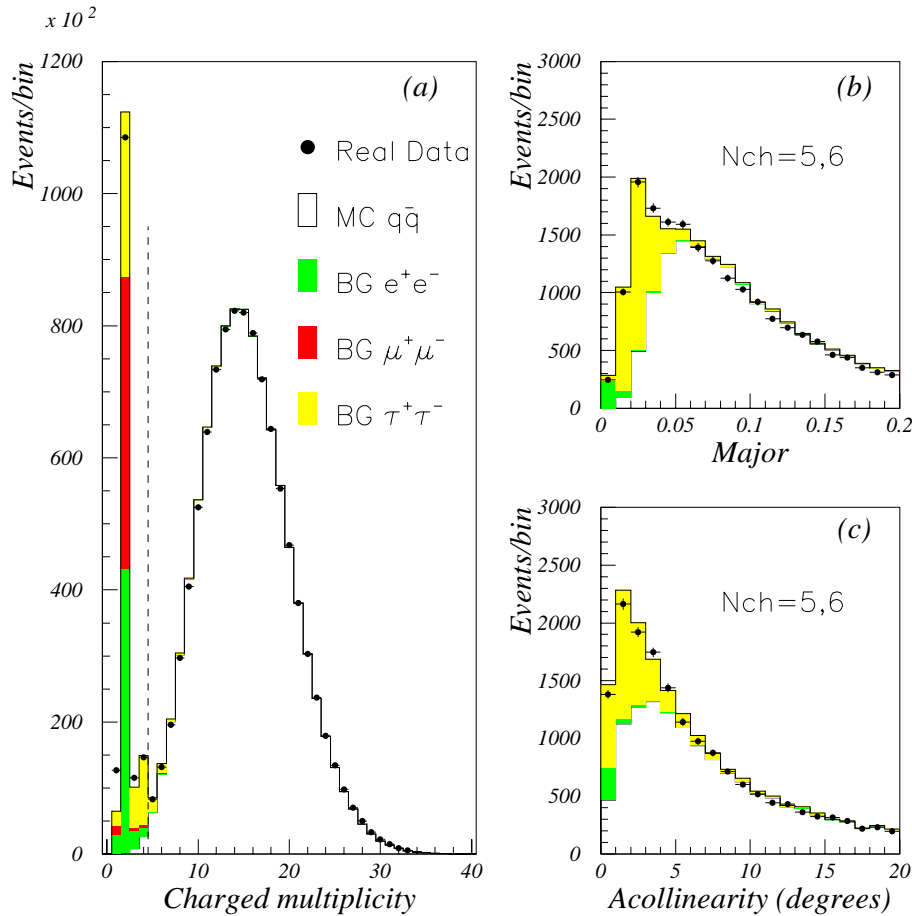 x 10²
Events/bin
1200
1000
800
600
400
200
0
(a)
Real Data
MC qq̄
BG e⁺e⁻
BG μ⁺μ⁻
BG τ⁺τ⁻
0 10 20 30 40
Charged multiplicity
Events/bin
3000
2500
2000
1500
1000
500
0
(b)
Nch=5,6
0 0.05 0.1 0.15 0.2
Major
Events/bin
3000
2500
2000
1500
1000
500
0
(c)
Nch=5,6
0 5 10 15 20
Acollinearity (degrees)